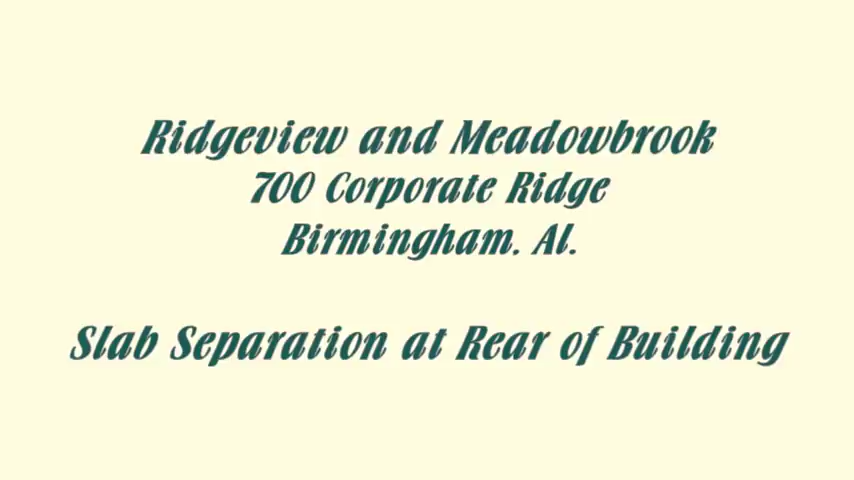 Ridgeview and Meadowbrook
700 Corporate Ridge
Birmingham, Al.
Slab Separation at Rear of Building